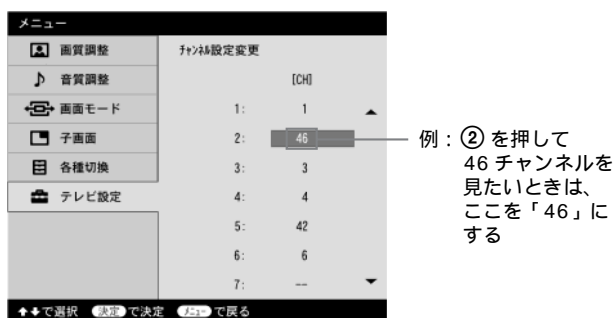 メニュー
画質調整
音質調整
画面モード
子画面
各種切換
テレビ設定
ﾁｬﾝﾈﾙ設定変更
[CH]
1: 1
2: 46
3: 3
4: 4
5: 42
6: 6
7: --
で選択 決定 で決定 メニュー で戻る
例：② を押して
46 チャンネルを
見たいときは、
ここを「46」に
する